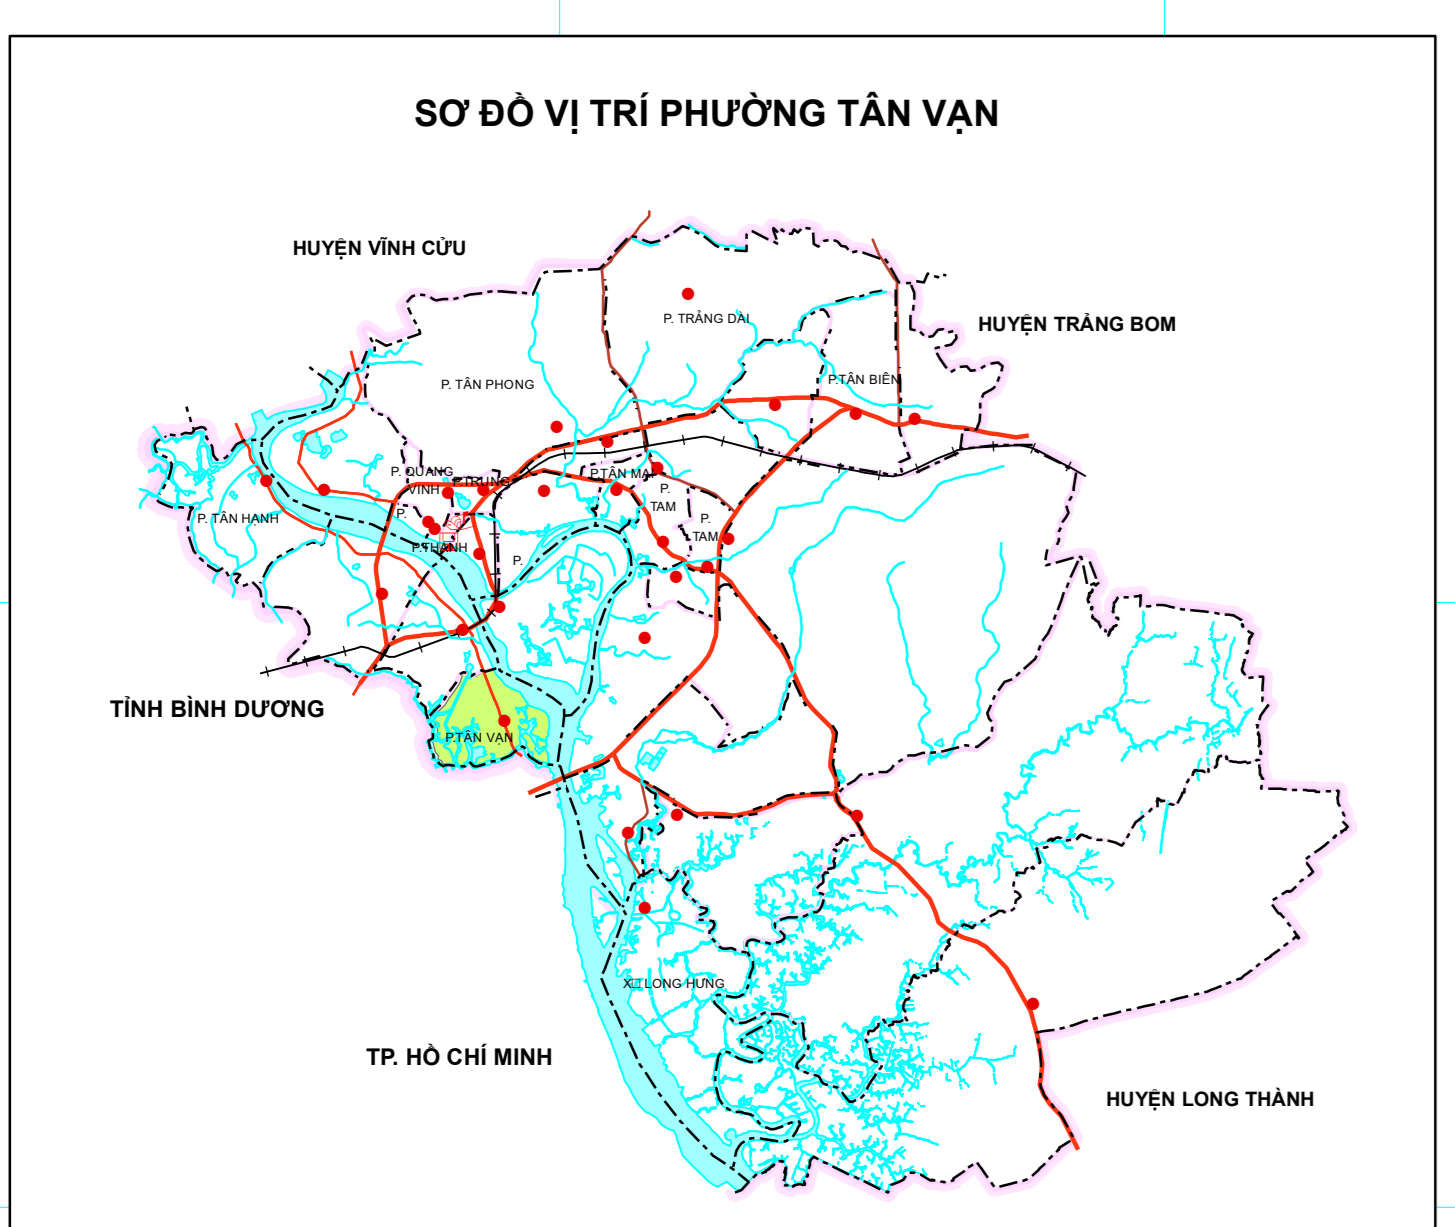 SƠ ĐỒ VỊ TRÍ PHƯỜNG TÂN VẠN
HUYỆN VĨNH CỬU
P. TRẢNG DÀI
HUYỆN TRẢNG BOM
P. TÂN PHONG
P.TÂN BIÊN
P. QUANG
VINH
P.TRUNG
P.TÂN MAI
P.
TAM
P. TÂN HẠNH
P.
P.
TAM
P.THANH
P.
TỈNH BÌNH DƯƠNG
P.TÂN VẠN
X□ LONG HƯNG
TP. HỒ CHÍ MINH
HUYỆN LONG THÀNH